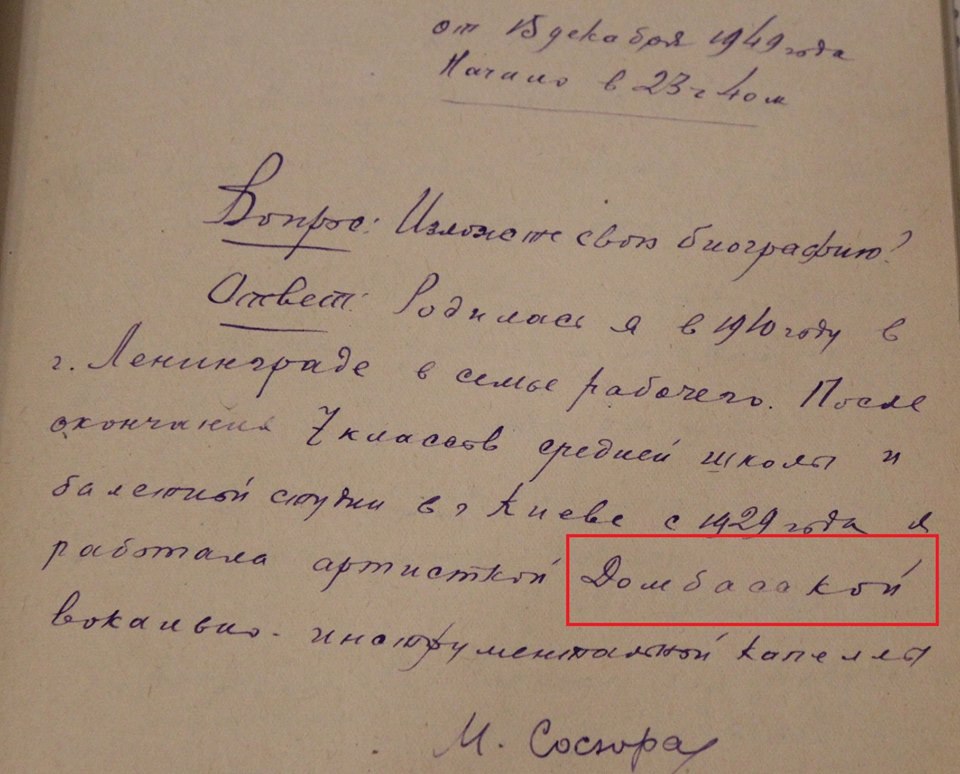 от 15 декабря 1949 года
Начало в 23 ч 40 м
Вопрос: Изложите свою биографию?
Ответ: Родилась я в 1910 году в
г. Ленинграде в семье рабочего. После
окончания 7 классов средней школы и
балетной студии в г Киеве с 1929 года я
работала артисткой Домбасской
вокально-инструментальной капеллы
М. Сосюра